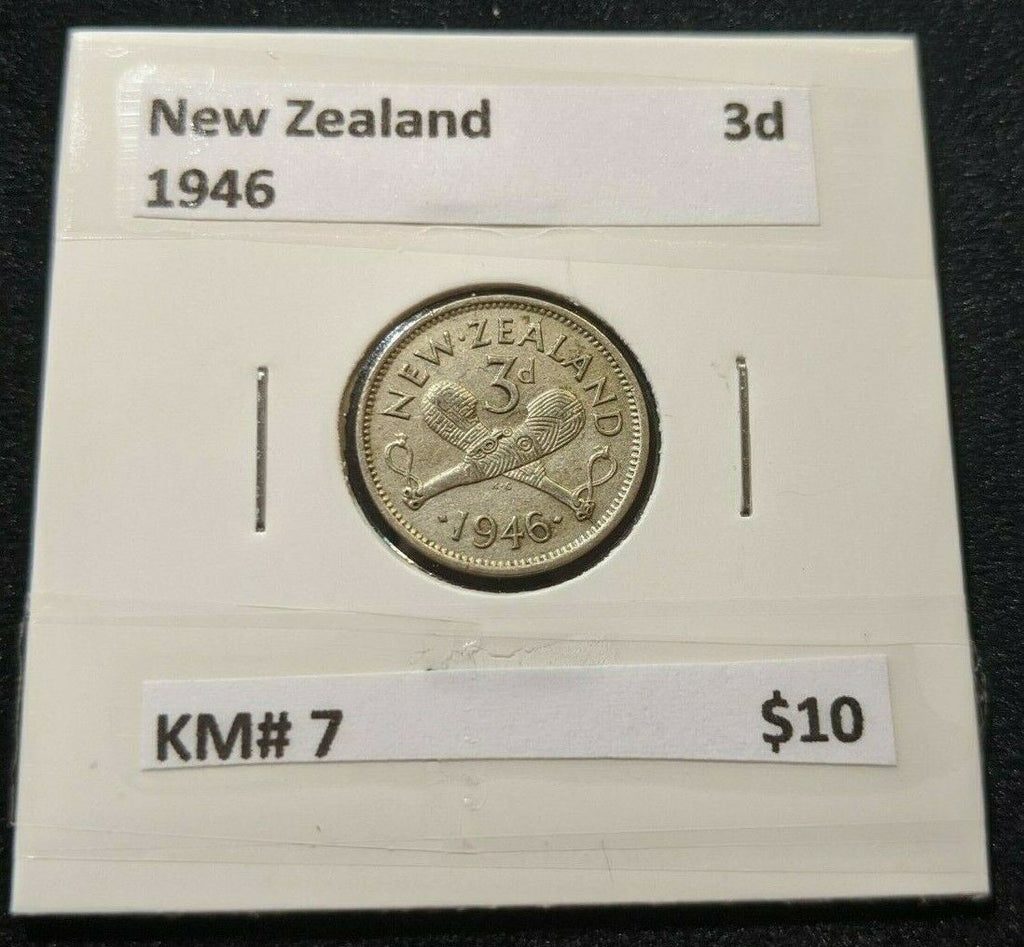 New Zealand 3d
1946
NEW·ZEALAND
3d
·1946·
KM# 7 $10